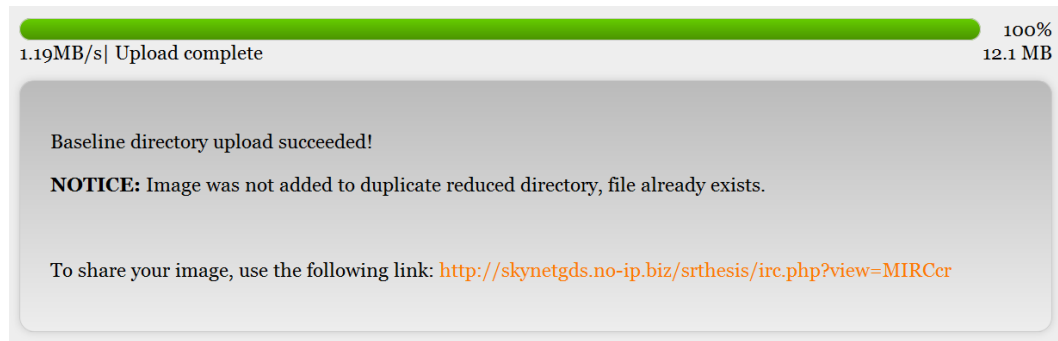 100%
1.19MB/s| Upload complete 12.1 MB
Baseline directory upload succeeded!
NOTICE: Image was not added to duplicate reduced directory, file already exists.
To share your image, use the following link: http://skynetgds.no-ip.biz/srthesis/irc.php?view=MIRCcr